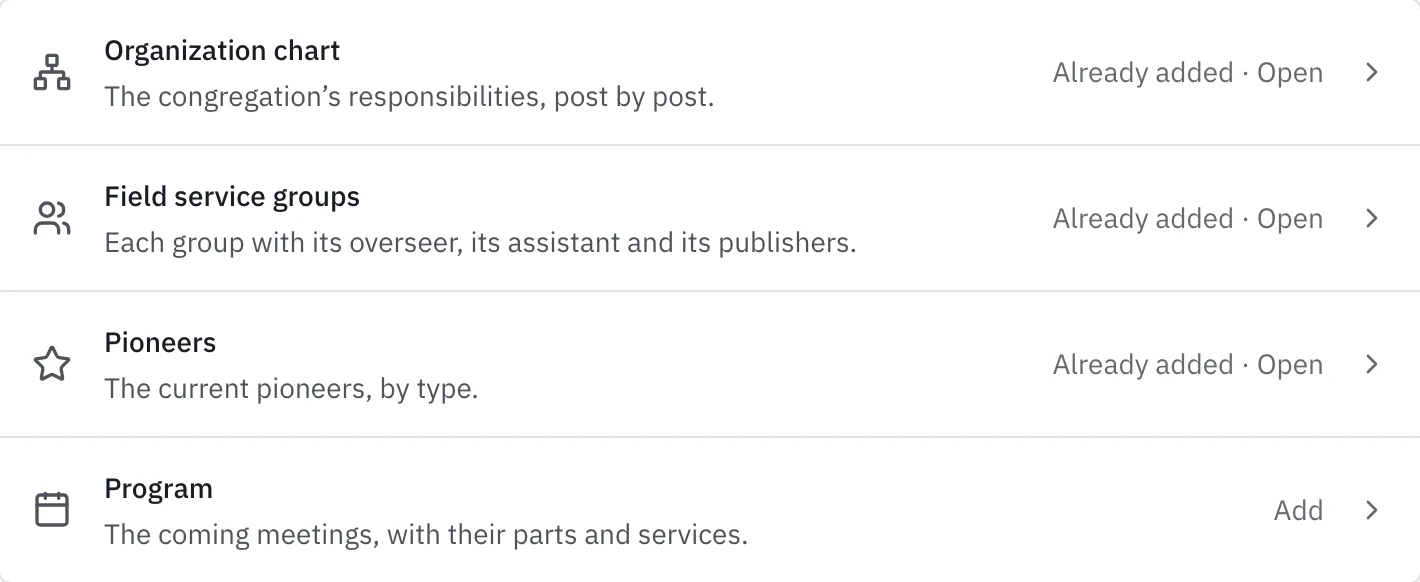 Organization chart
The congregation’s responsibilities, post by post.
Already added · Open
Field service groups
Each group with its overseer, its assistant and its publishers.
Already added · Open
Pioneers
The current pioneers, by type.
Already added · Open
Program
The coming meetings, with their parts and services.
Add